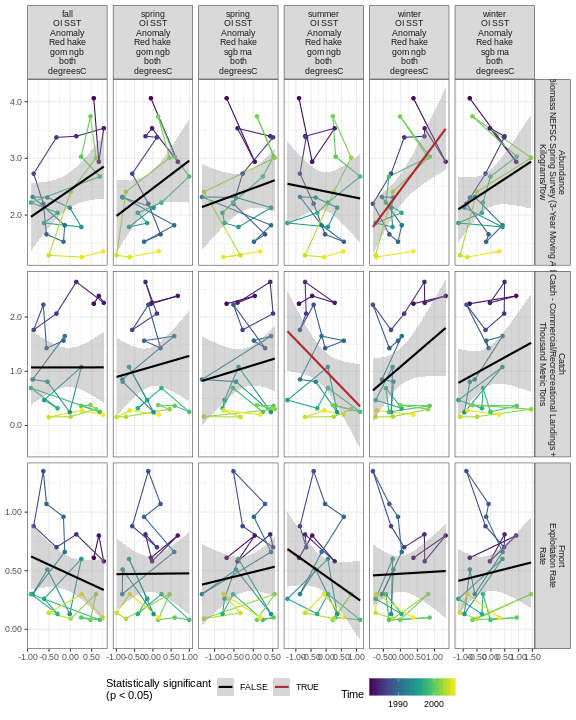 fall
OI SST
Anomaly
Red hake
gom ngb
both
degreesC
spring
OI SST
Anomaly
Red hake
gom ngb
both
degreesC
spring
OI SST
Anomaly
Red hake
sgb ma
both
degreesC
summer
OI SST
Anomaly
Red hake
gom ngb
both
degreesC
winter
OI SST
Anomaly
Red hake
gom ngb
both
degreesC
winter
OI SST
Anomaly
Red hake
sgb ma
both
degreesC
4.0
3.0
2.0
Abundance
Biomass NEFSC Spring Survey (3-Year Moving A
Kilograms/Tow
2.0
1.0
0.0
Catch
Catch - Commercial/Recreational Landings +
Thousand Metric Tons
1.00
0.50
0.00
Fmort
Exploitation Rate
Rate
-1.00 -0.50 0.00 0.50
-1.00 -0.50 0.00 0.50 1.00
-1.00 -0.50 0.00 0.50
-1.00 -0.50 0.00 0.50 1.00
-0.50 0.00 0.50 1.00
-1.00 -0.50 0.00 0.50 1.00 1.50
Statistically significant
(p < 0.05)
FALSE
TRUE
Time
1990 2000